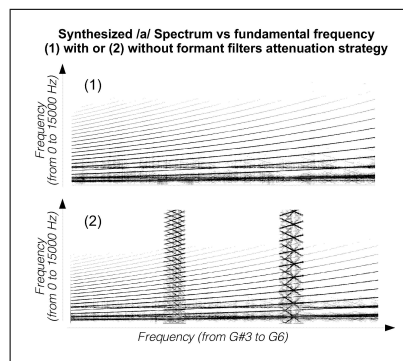 Synthesized /a/ Spectrum vs fundamental frequency
(1) with or (2) without formant filters attenuation strategy
(1)
Frequency
(from 0 to 15000 Hz)
(2)
Frequency
(from 0 to 15000 Hz)
Frequency (from G#3 to G6)